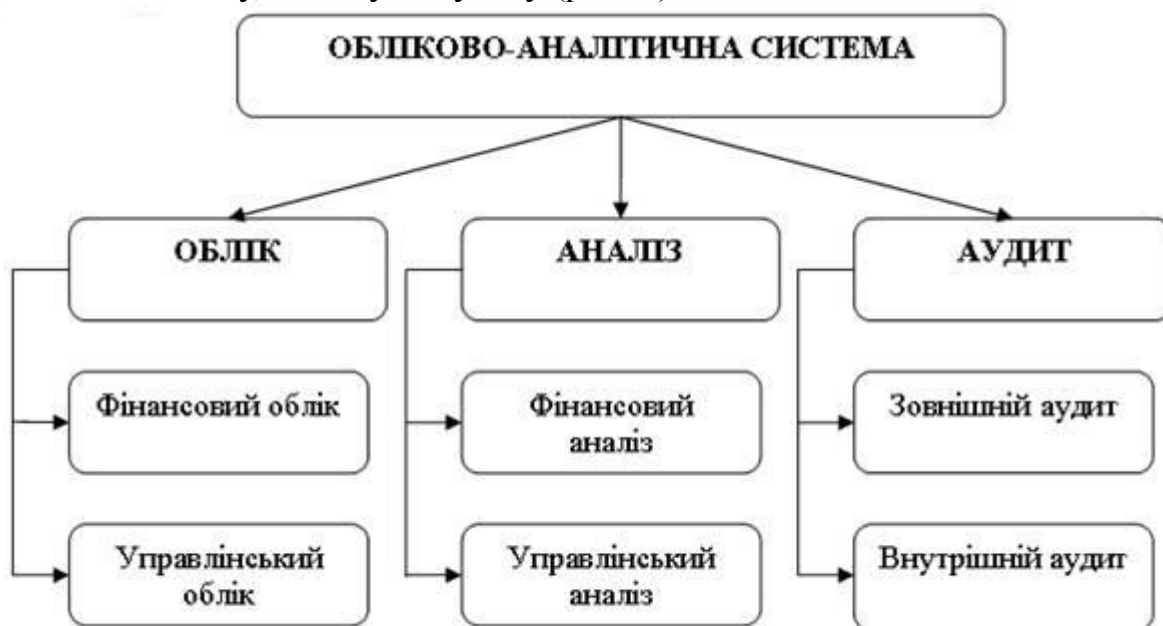 ОБЛІКОВО-АНАЛІТИЧНА СИСТЕМА
ОБЛІК
АНАЛІЗ
АУДИТ
Фінансовий облік
Фінансовий
аналіз
Зовнішній аудит
Управлінський
облік
Управлінський
аналіз
Внутрішній аудит